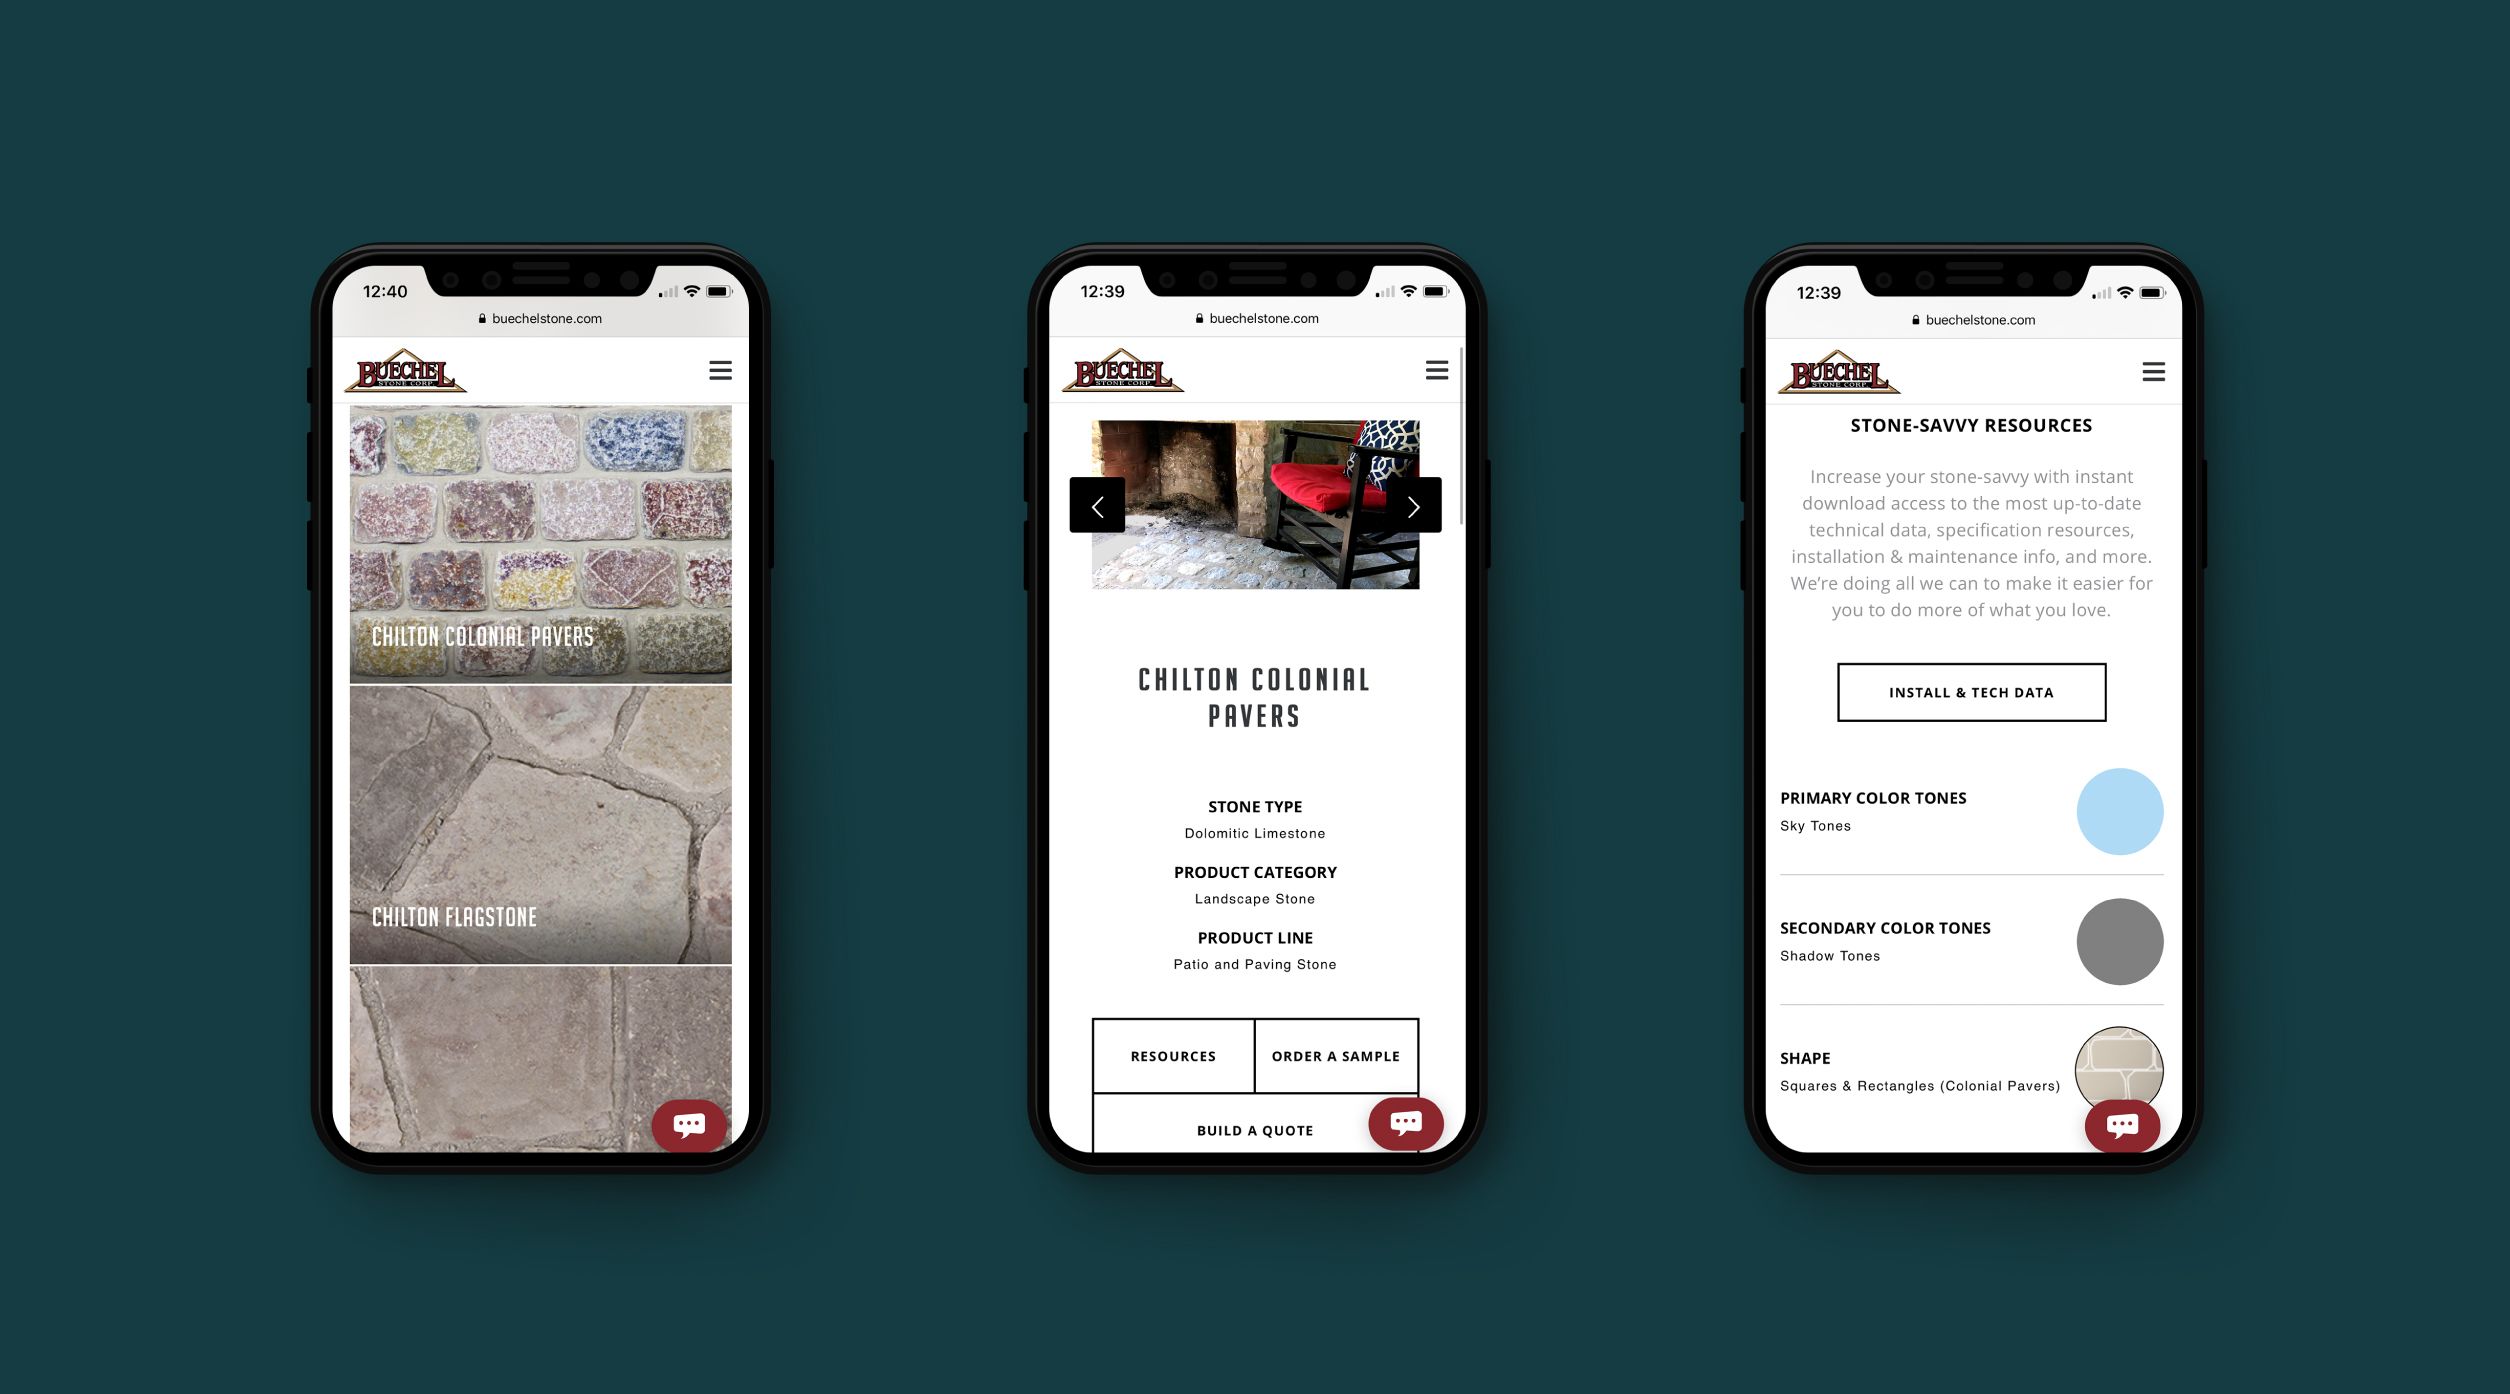 12:40
buechelstone.com
BUECHEL
STONE CORP
CHILTON COLONIAL PAVERS
CHILTON FLAGSTONE
12:39
buechelstone.com
BUECHEL
STONE CORP
CHILTON COLONIAL
PAVERS
STONE TYPE
Dolomitic Limestone
PRODUCT CATEGORY
Landscape Stone
PRODUCT LINE
Patio and Paving Stone
RESOURCES
ORDER A SAMPLE
BUILD A QUOTE
12:39
buechelstone.com
BUECHEL
STONE CORP
STONE-SAVVY RESOURCES
Increase your stone-savvy with instant
download access to the most up-to-date
technical data, specification resources,
installation & maintenance info, and more.
We're doing all we can to make it easier for
you to do more of what you love.
INSTALL & TECH DATA
PRIMARY COLOR TONES
Sky Tones
SECONDARY COLOR TONES
Shadow Tones
SHAPE
Squares & Rectangles (Colonial Pavers)